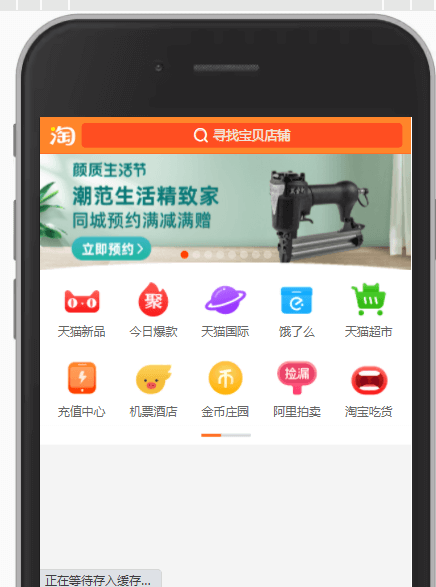 淘
寻找宝贝店铺
颜质生活节
潮范生活精致家
同城预约满减满赠
立即预约>
聚
天猫新品
今日爆款
天猫国际
饿了么
天猫超市
币
捡漏
充值中心
机票酒店
金币庄园
阿里拍卖
淘宝吃货
正在等待存入缓存...